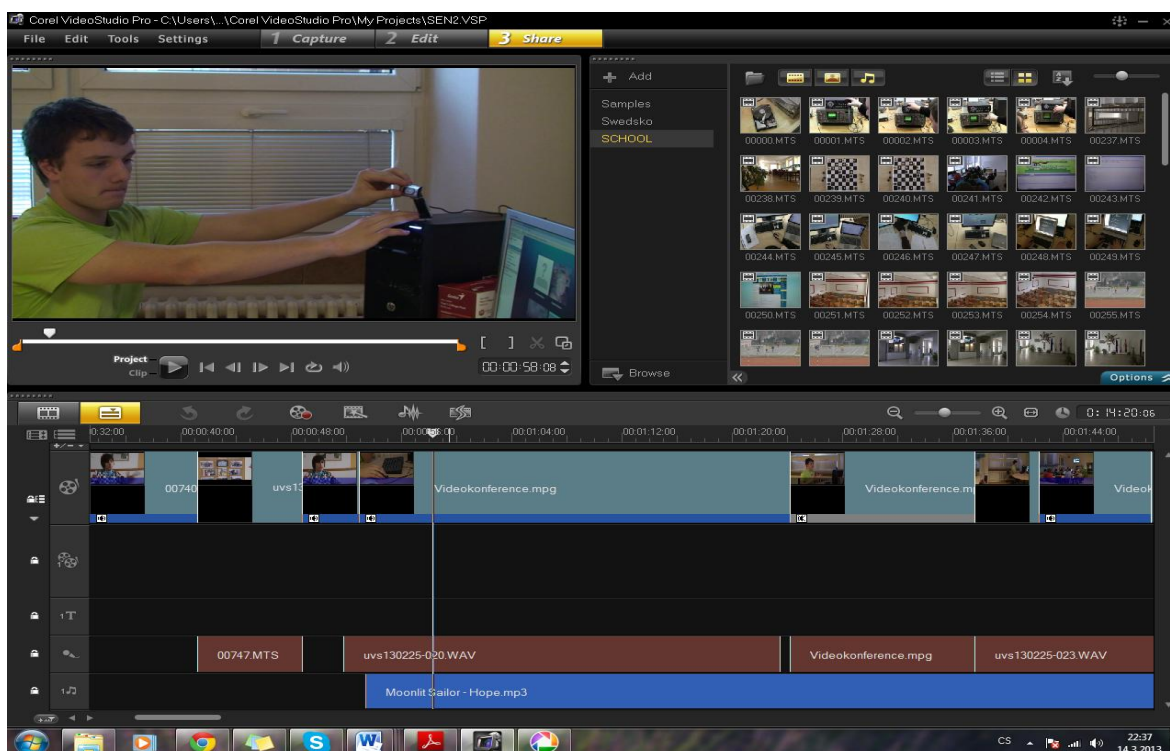 Corel VideoStudio Pro - C:\Users\...\Corel VideoStudio Pro\My Projects\SEN2.VSP
File Edit Tools Settings 1 Capture 2 Edit 3 Share
Add
Samples
Swedsko
SCHOOL
Browse
00000.MTS 00001.MTS 00002.MTS 00003.MTS 00004.MTS 00237.MTS
00238.MTS 00239.MTS 00240.MTS 00241.MTS 00242.MTS 00243.MTS
00244.MTS 00245.MTS 00246.MTS 00247.MTS 00248.MTS 00249.MTS
00250.MTS 00251.MTS 00252.MTS 00253.MTS 00254.MTS 00255.MTS
Options
Project
Clip
00:00:58:08
0:14:20:06
0:32:00 00:00:40:00 00:00:48:00 00:01:04:00 00:01:12:00 00:01:20:00 00:01:28:00 00:01:36:00 00:01:44:00
00740 uvs13 Videokonference.mpg Videokonference.m Videok
1T
00747.MTS uvs130225-020.WAV Videokonference.mpg uvs130225-023.WAV
Moonlit Sailor - Hope.mp3
CS 22:37
14.3.201